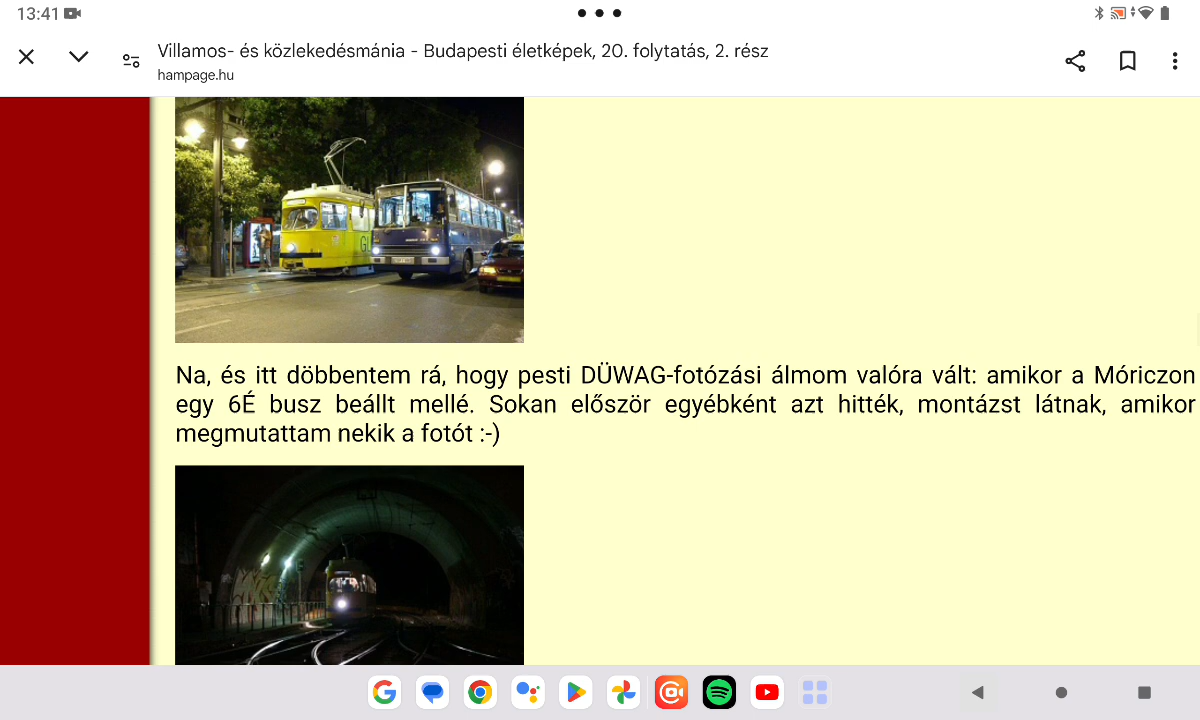 13:41
Villamos- és közlekedésmánia - Budapesti életképek, 20. folytatás, 2. rész
hampage.hu
Na, és itt döbbentem rá, hogy pesti DÜWAG-fotózási álmom valóra vált: amikor a Móriczon
egy 6É busz beállt mellé. Sokan először egyébként azt hitték, montázst látnak, amikor
megmutattam nekik a fotót :-)